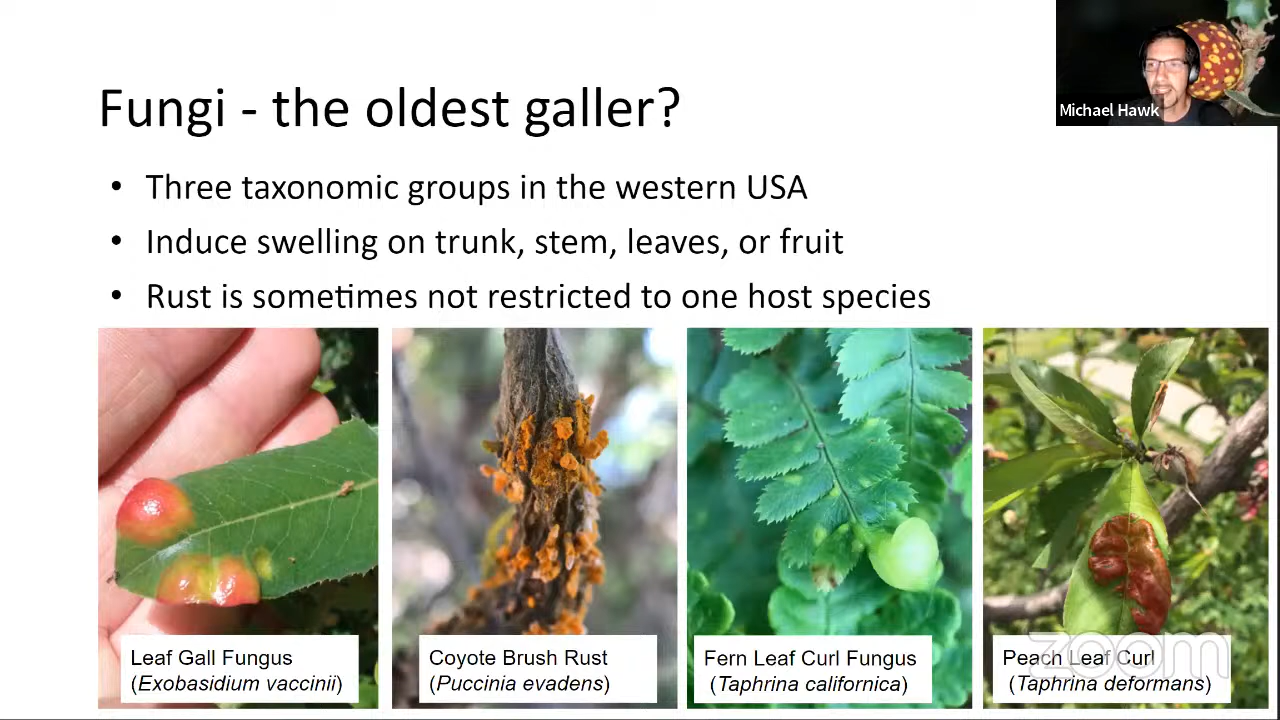 Michael Hawk
Fungi - the oldest galler?
• Three taxonomic groups in the western USA
• Induce swelling on trunk, stem, leaves, or fruit
• Rust is sometimes not restricted to one host species
Leaf Gall Fungus
(Exobasidium vaccinii)
Coyote Brush Rust
(Puccinia evadens)
Fern Leaf Curl Fungus
(Taphrina californica)
Peach Leaf Curl
(Taphrina deformans)
zoom